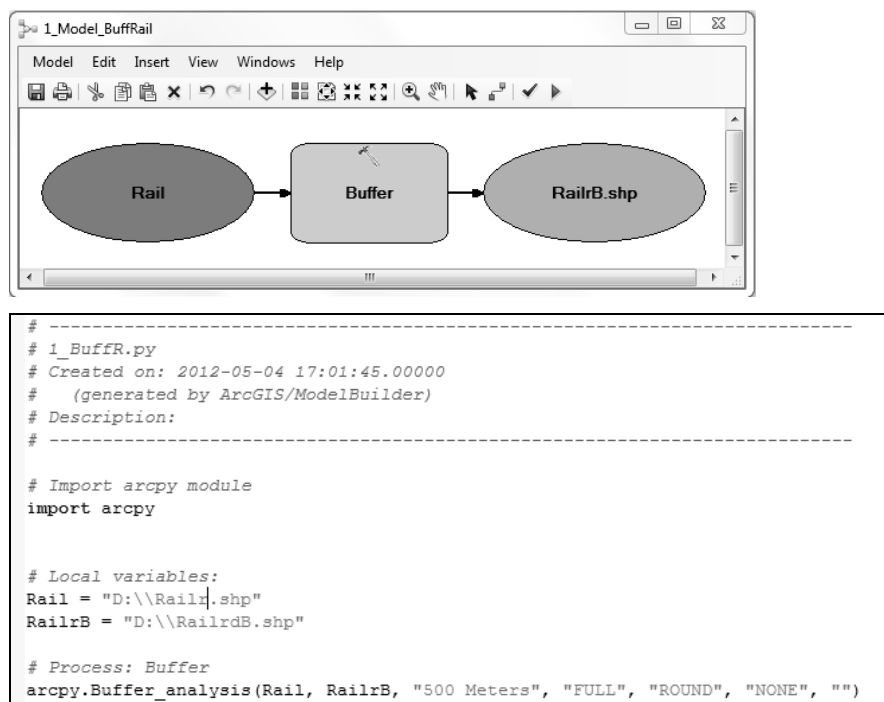 1_Model_BuffRail
Model Edit Insert View Windows Help
Rail
Buffer
RailrB.shp
# ---------------------------------------------------------------------------
# 1_BuffR.py
# Created on: 2012-05-04 17:01:45.00000
#   (generated by ArcGIS/ModelBuilder)
# Description:
# ---------------------------------------------------------------------------
# Import arcpy module
import arcpy
# Local variables:
Rail = "D:\\Railr.shp"
RailrB = "D:\\RailrdB.shp"
# Process: Buffer
arcpy.Buffer_analysis(Rail, RailrB, "500 Meters", "FULL", "ROUND", "NONE", "")